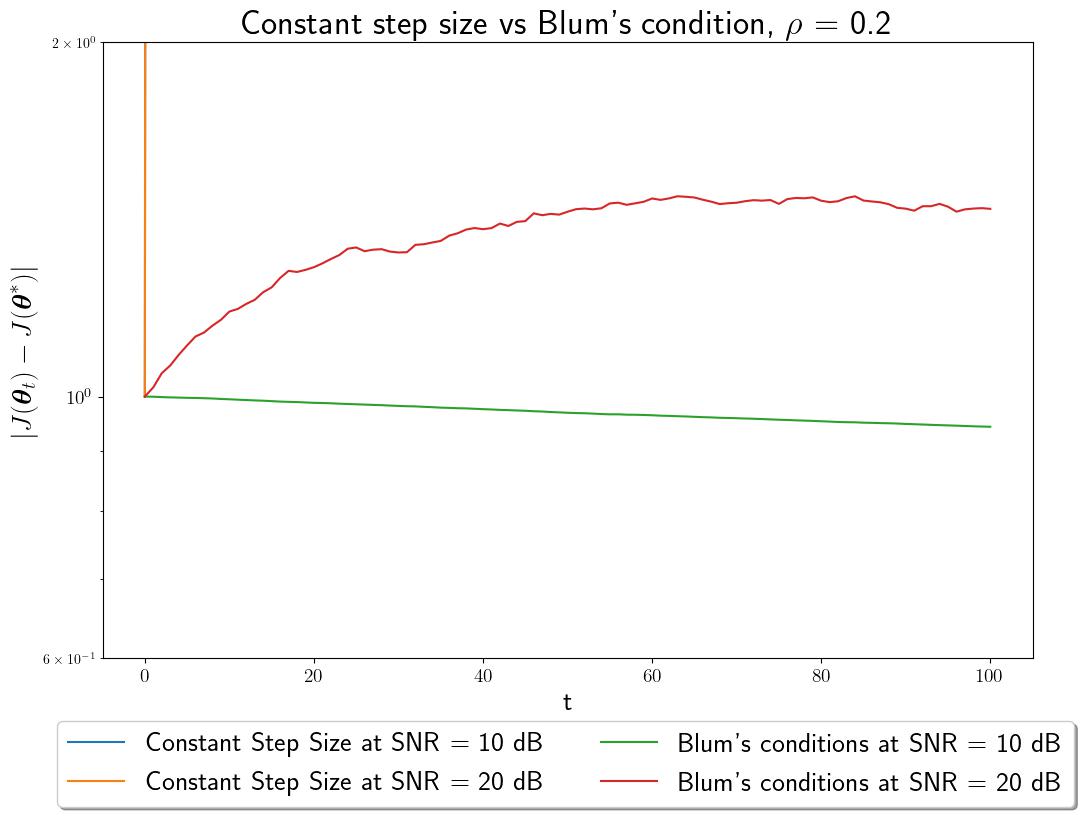 Constant step size vs Blum's condition, ρ = 0.2
2 × 10⁰
10⁰
6 × 10⁻¹
|J(θₜ) − J(θ*)|
0 20 40 60 80 100
t
Constant Step Size at SNR = 10 dB
Constant Step Size at SNR = 20 dB
Blum's conditions at SNR = 10 dB
Blum's conditions at SNR = 20 dB